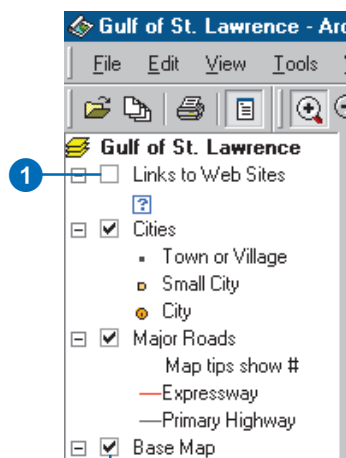 Gulf of St. Lawrence - Arc
File Edit View Tools
Gulf of St. Lawrence
1
Links to Web Sites
?
Cities
Town or Village
Small City
City
Major Roads
Map tips show #
Expressway
Primary Highway
Base Map